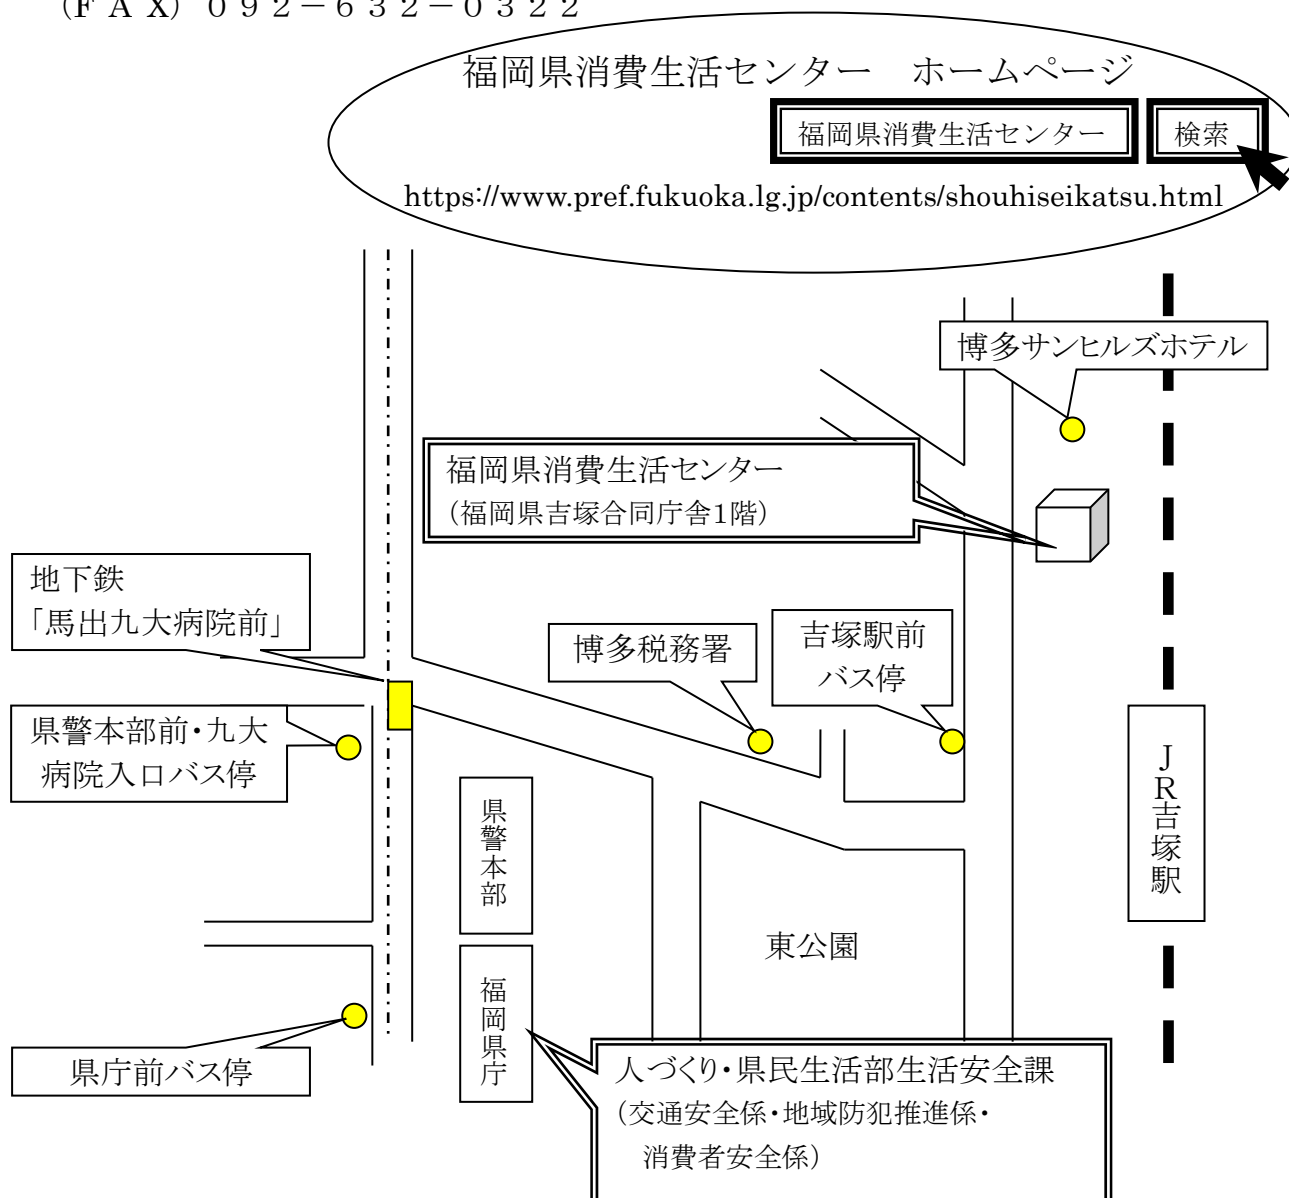 （ＦＡＸ）０９２－６３２－０３２２
福岡県消費生活センター　ホームページ
福岡県消費生活センター　検索
https://www.pref.fukuoka.lg.jp/contents/shouhiseikatsu.html
博多サンヒルズホテル
福岡県消費生活センター
（福岡県吉塚合同庁舎1階）
地下鉄
「馬出九大病院前」
博多税務署
吉塚駅前
バス停
県警本部前・九大
病院入口バス停
ＪＲ吉塚駅
県警本部
東公園
福岡県庁
県庁前バス停
人づくり・県民生活部生活安全課
（交通安全係・地域防犯推進係・
消費者安全係）